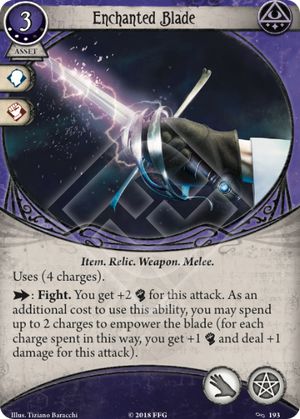 3
Enchanted Blade
ASSET
Item. Relic. Weapon. Melee.
Uses (4 charges).
: Fight. You get +2 for this attack. As an
additional cost to use this ability, you may spend
up to 2 charges to empower the blade (for each
charge spent in this way, you get +1 and deal +1
damage for this attack).
Illus. Tiziano Baracchi
© 2018 FFG
193